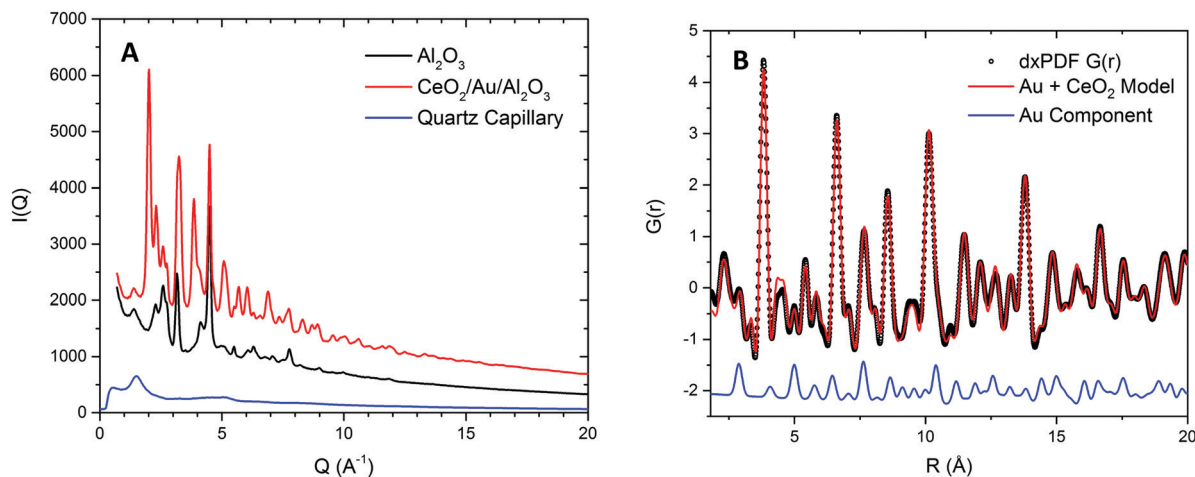 A
Al₂O₃
CeO₂/Au/Al₂O₃
Quartz Capillary
I(Q)
7000
6000
5000
4000
3000
2000
1000
0
0 5 10 15 20
Q (A⁻¹)
B
dxPDF G(r)
Au + CeO₂ Model
Au Component
G(r)
5
4
3
2
1
0
-1
-2
5 10 15 20
R (Å)